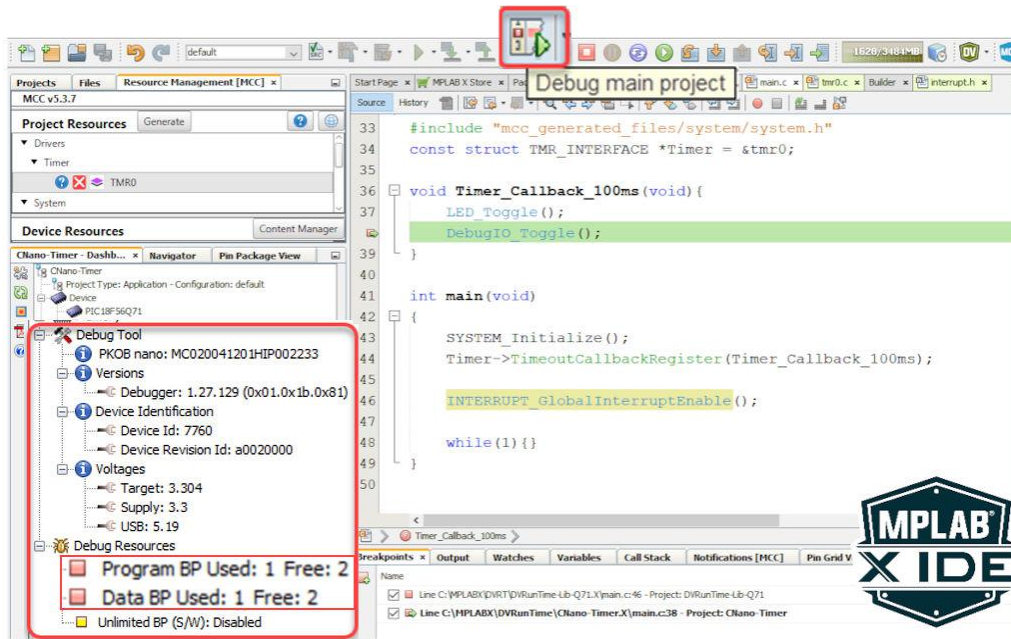 default
1628/3484MB
Debug main project
Projects Files Resource Management [MCC] ×
MCC v5.3.7
Project Resources Generate
Drivers
Timer
TMR0
System
Device Resources Content Manager
CNano-Timer - Dashb... × Navigator Pin Package View
CNano-Timer
Project Type: Application - Configuration: default
Device
PIC18F56Q71
Debug Tool
PKOB nano: MC020041201HIP002233
Versions
Debugger: 1.27.129 (0x01.0x1b.0x81)
Device Identification
Device Id: 7760
Device Revision Id: a0020000
Voltages
Target: 3.304
Supply: 3.3
USB: 5.19
Debug Resources
Program BP Used: 1 Free: 2
Data BP Used: 1 Free: 2
Unlimited BP (S/W): Disabled
Start Page × MPLAB X Store × main.c × tmr0.c × Builder × interrupt.h ×
Source History
33 #include "mcc_generated_files/system/system.h"
34 const struct TMR_INTERFACE *Timer = &tmr0;
35
36 void Timer_Callback_100ms(void){
37 LED_Toggle();
DebugIO_Toggle();
39 }
40
41 int main(void)
42 {
43 SYSTEM_Initialize();
44 Timer->TimeoutCallbackRegister(Timer_Callback_100ms);
45
46 INTERRUPT_GlobalInterruptEnable();
47
48 while(1){}
49 }
50
Timer_Callback_100ms
Breakpoints × Output Watches Variables Call Stack Notifications [MCC] Pin Grid V
Name
Line C:\MPLABX\DVRT\DVRunTime-Lib-Q71.X\main.c:46 - Project: DVRunTime-Lib-Q71
Line C:\MPLABX\DVRunTime\CNano-Timer.X\main.c:38 - Project: CNano-Timer
MPLAB®
X IDE